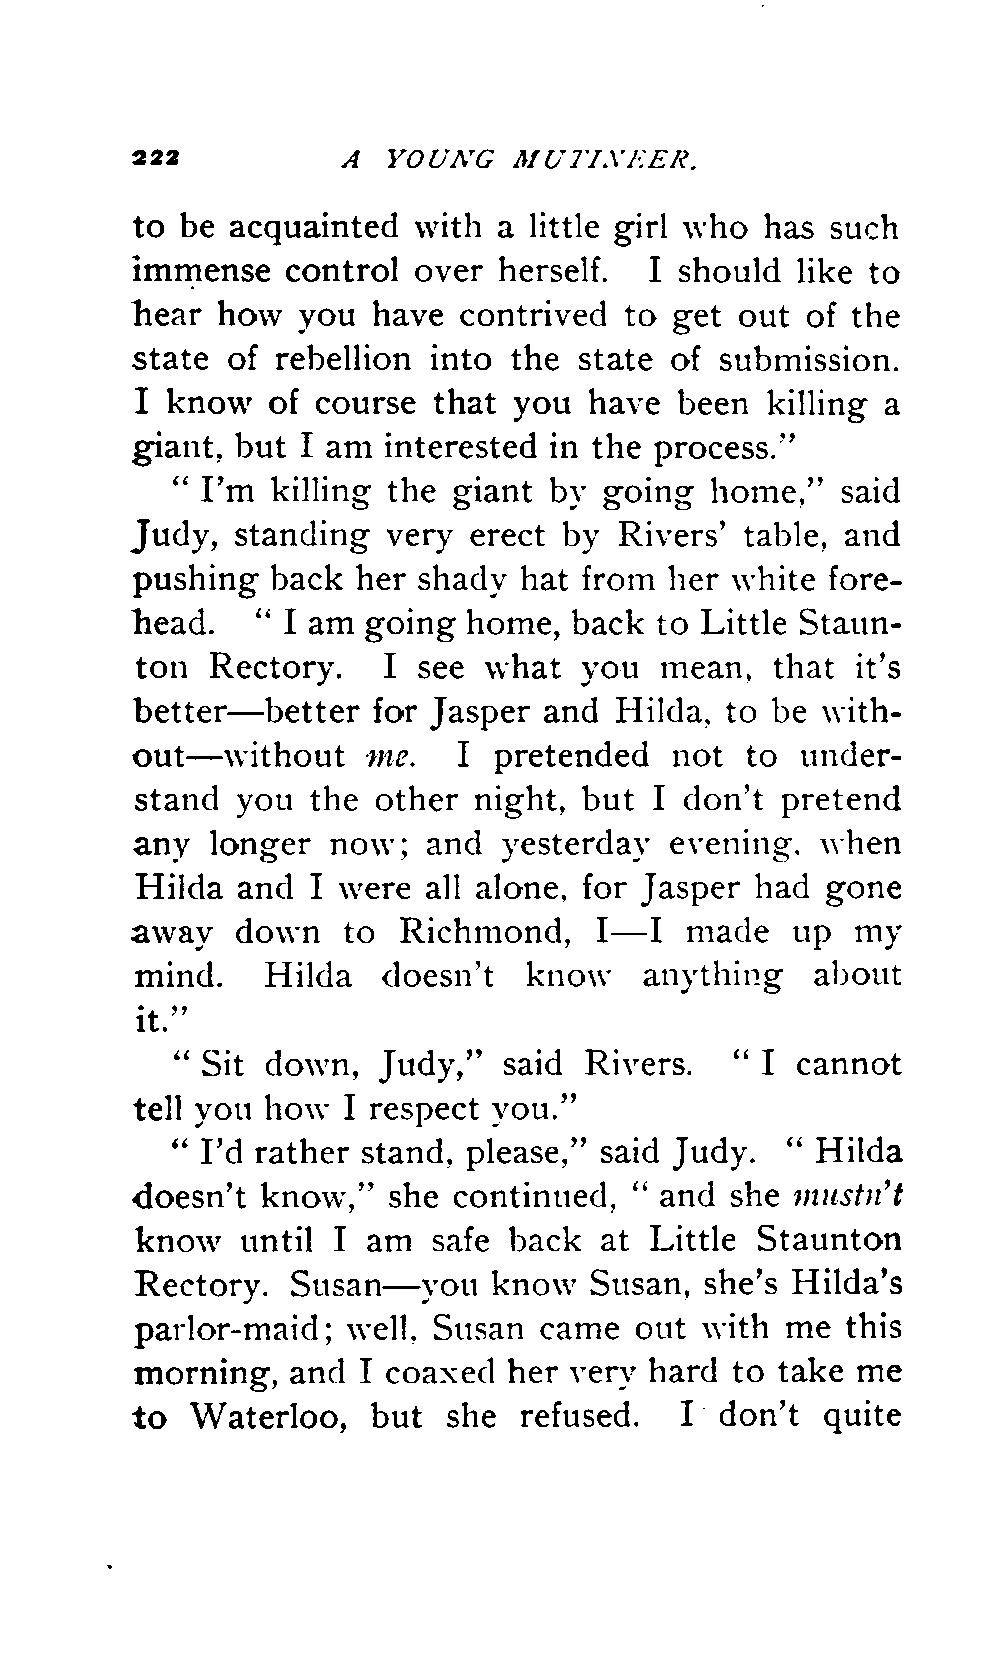 222 A YOUNG MUTINEER.
to be acquainted with a little girl who has such
immense control over herself. I should like to
hear how you have contrived to get out of the
state of rebellion into the state of submission.
I know of course that you have been killing a
giant, but I am interested in the process.”
“ I’m killing the giant by going home,” said
Judy, standing very erect by Rivers’ table, and
pushing back her shady hat from her white fore-
head. “ I am going home, back to Little Staun-
ton Rectory. I see what you mean, that it’s
better—better for Jasper and Hilda, to be with-
out—without me. I pretended not to under-
stand you the other night, but I don’t pretend
any longer now; and yesterday evening, when
Hilda and I were all alone, for Jasper had gone
away down to Richmond, I—I made up my
mind. Hilda doesn’t know anything about
it.”
“ Sit down, Judy,” said Rivers. “ I cannot
tell you how I respect you.”
“ I’d rather stand, please,” said Judy. “ Hilda
doesn’t know,” she continued, “ and she mustn’t
know until I am safe back at Little Staunton
Rectory. Susan—you know Susan, she’s Hilda’s
parlor-maid; well, Susan came out with me this
morning, and I coaxed her very hard to take me
to Waterloo, but she refused. I don’t quite